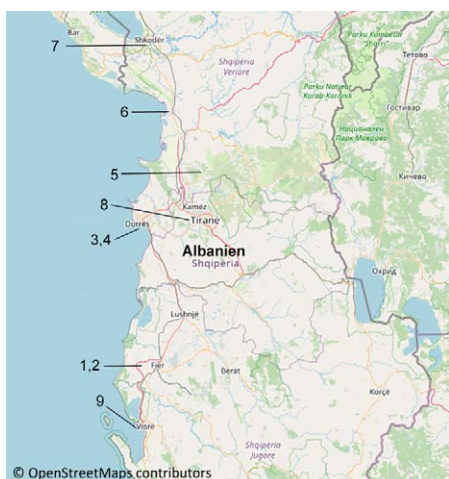 Bar
7
Shkodër
Shqipëria
Veriore
Parku Kombëtar
"Sharri"
Тетово
Parku Natyror
Korab-Koritnik
Гостивар
6
Национален
Парк Маврово
5
Кичево
Kamëz
8
Tiranë
Durrës
3,4
Albanien
Shqipëria
Охрид
Lushnjë
1,2
Fier
Berat
Korçë
9
Vlorë
Shqipëria
Jugore
© OpenStreetMaps contributors